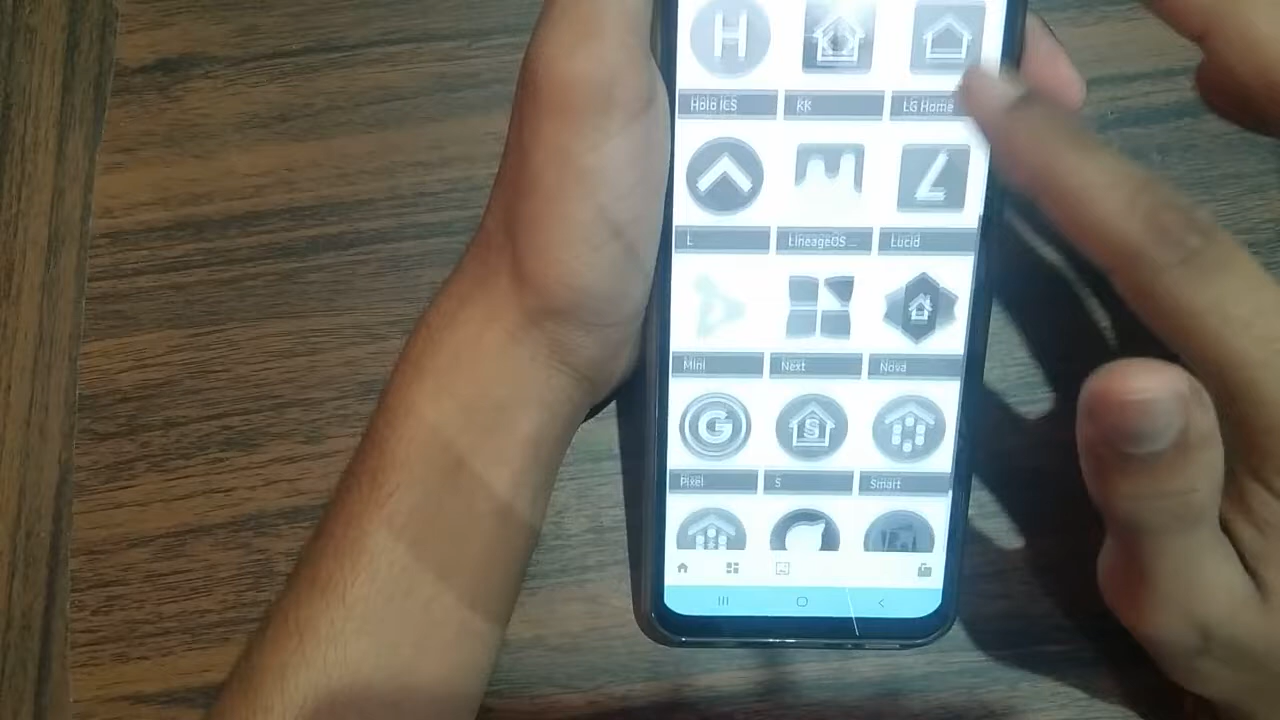 H
Holo ICS KK LG Home
L LineageOS... Lucid
Mini Next Nova
G S
Pixel S Smart